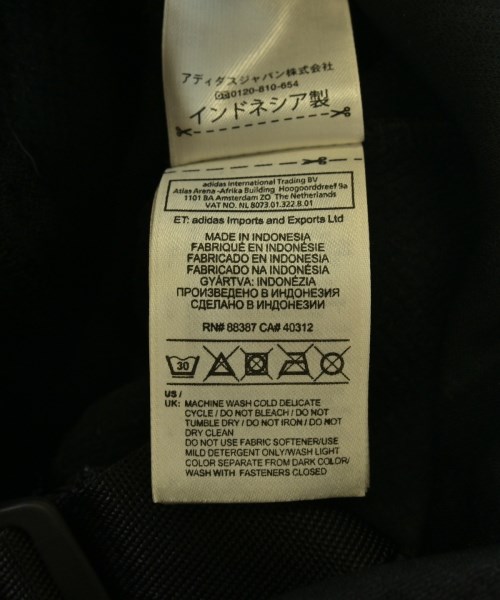 アディダスジャパン株式会社
0120-810-654
インドネシア製
adidas International Trading BV
Atlas Arena -Afrika Building Hoogoorddreef 9a
1101 BA Amsterdam ZO The Netherlands
VAT NO. NL 8073.01.322.B.01
ET: adidas Imports and Exports Ltd
MADE IN INDONESIA
FABRIQUÉ EN INDONÉSIE
FABRICADO EN INDONESIA
FABRICADO NA INDONÉSIA
GYÁRTVA: INDONÉZIA
ПРОИЗВЕДЕНО В ИНДОНЕЗИЯ
СДЕЛАНО В ИНДОНЕЗИИ
RN# 88387 CA# 40312
30
US /
UK: MACHINE WASH COLD DELICATE
CYCLE / DO NOT BLEACH / DO NOT
TUMBLE DRY / DO NOT IRON / DO NOT
DRY CLEAN
DO NOT USE FABRIC SOFTENER/USE
MILD DETERGENT ONLY/WASH LIGHT
COLOR SEPARATE FROM DARK COLOR/
WASH WITH FASTENERS CLOSED